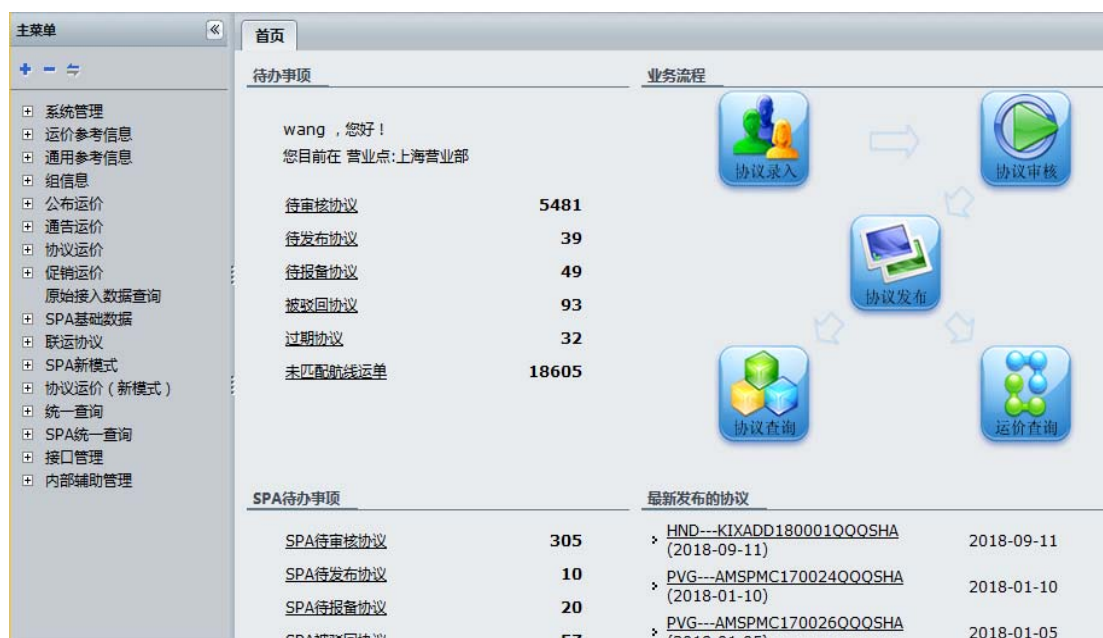 主菜单
系统管理
运价参考信息
通用参考信息
组信息
公布运价
通告运价
协议运价
促销运价
原始接入数据查询
SPA基础数据
联运协议
SPA新模式
协议运价（新模式）
统一查询
SPA统一查询
接口管理
内部辅助管理
首页
待办事项
wang ，您好！
您目前在 营业点:上海营业部
待审核协议 5481
待发布协议 39
待报备协议 49
被驳回协议 93
过期协议 32
未匹配航线运单 18605
业务流程
协议录入
协议审核
协议发布
协议查询
运价查询
SPA待办事项
SPA待审核协议 305
SPA待发布协议 10
SPA待报备协议 20
SPA被驳回协议 57
最新发布的协议
HND---KIXADD180001QQQSHA
(2018-09-11) 2018-09-11
PVG---AMSPMC170024QQQSHA
(2018-01-10) 2018-01-10
PVG---AMSPMC170026QQQSHA
(2018-01-05) 2018-01-05